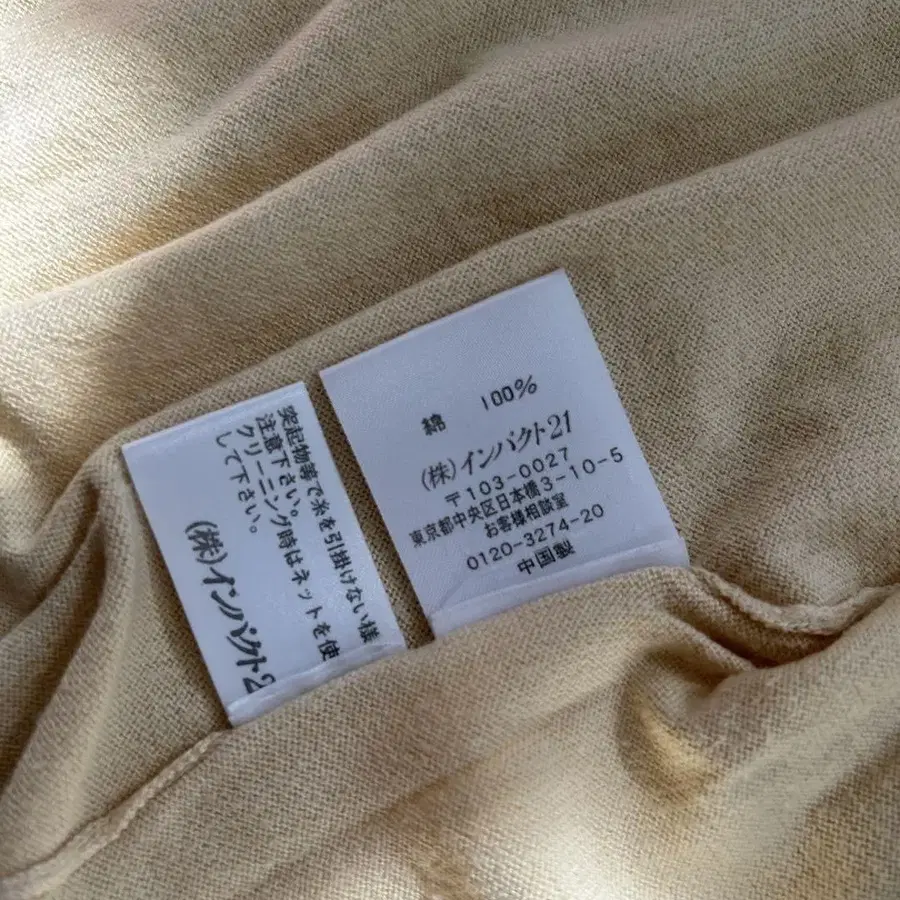 突起物等で糸を引掛けない様
注意下さい。
クリーニング時はネットを使
して下さい。
(株)インパクト2
綿 100%
(株)インパクト21
〒103-0027
東京都中央区日本橋3-10-5
お客様相談室
0120-3274-20
中国製